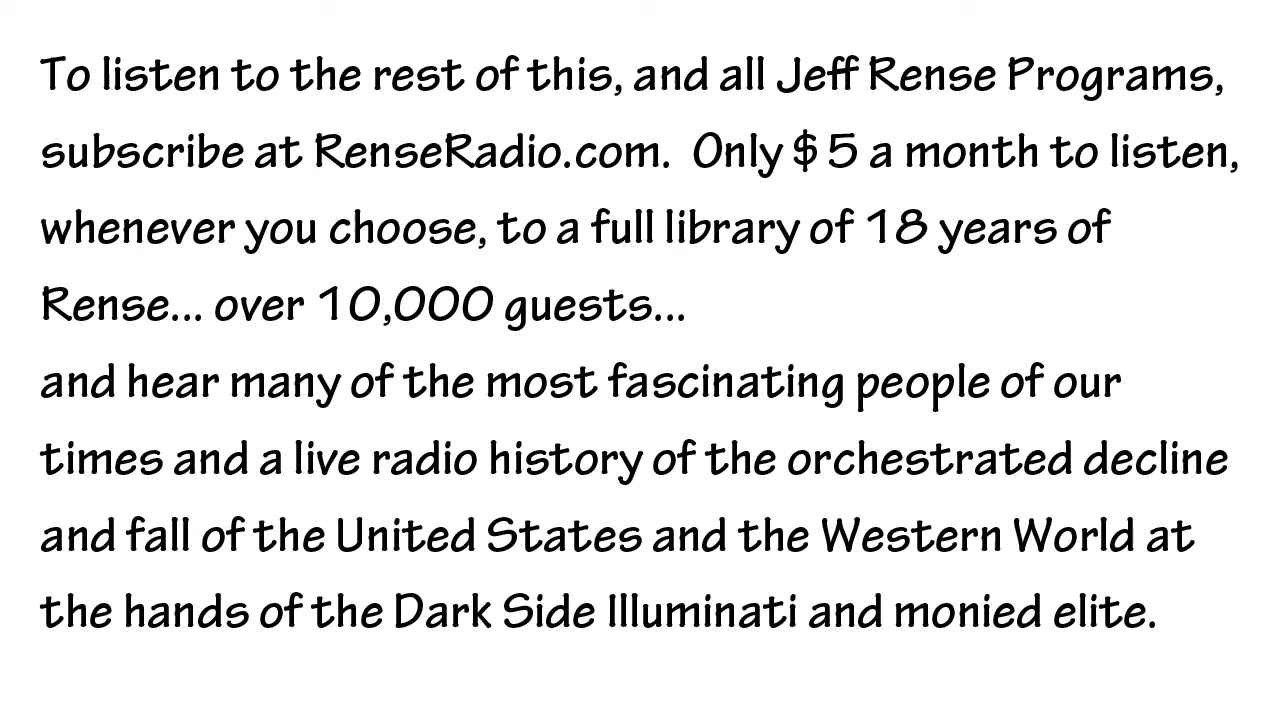 To listen to the rest of this, and all Jeff Rense Programs,
subscribe at RenseRadio.com.  Only $5 a month to listen,
whenever you choose, to a full library of 18 years of
Rense... over 10,000 guests...
and hear many of the most fascinating people of our
times and a live radio history of the orchestrated decline
and fall of the United States and the Western World at
the hands of the Dark Side Illuminati and monied elite.